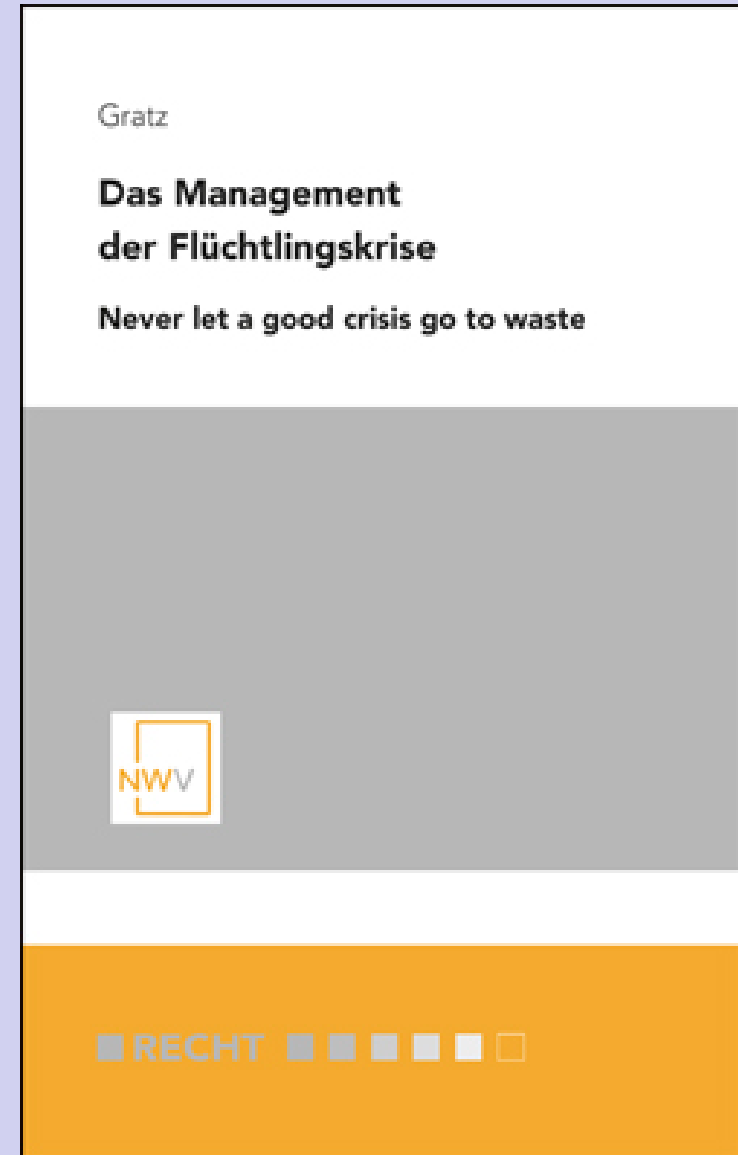 Gratz
Das Management
der Flüchtlingskrise
Never let a good crisis go to waste
NWV
RECHT